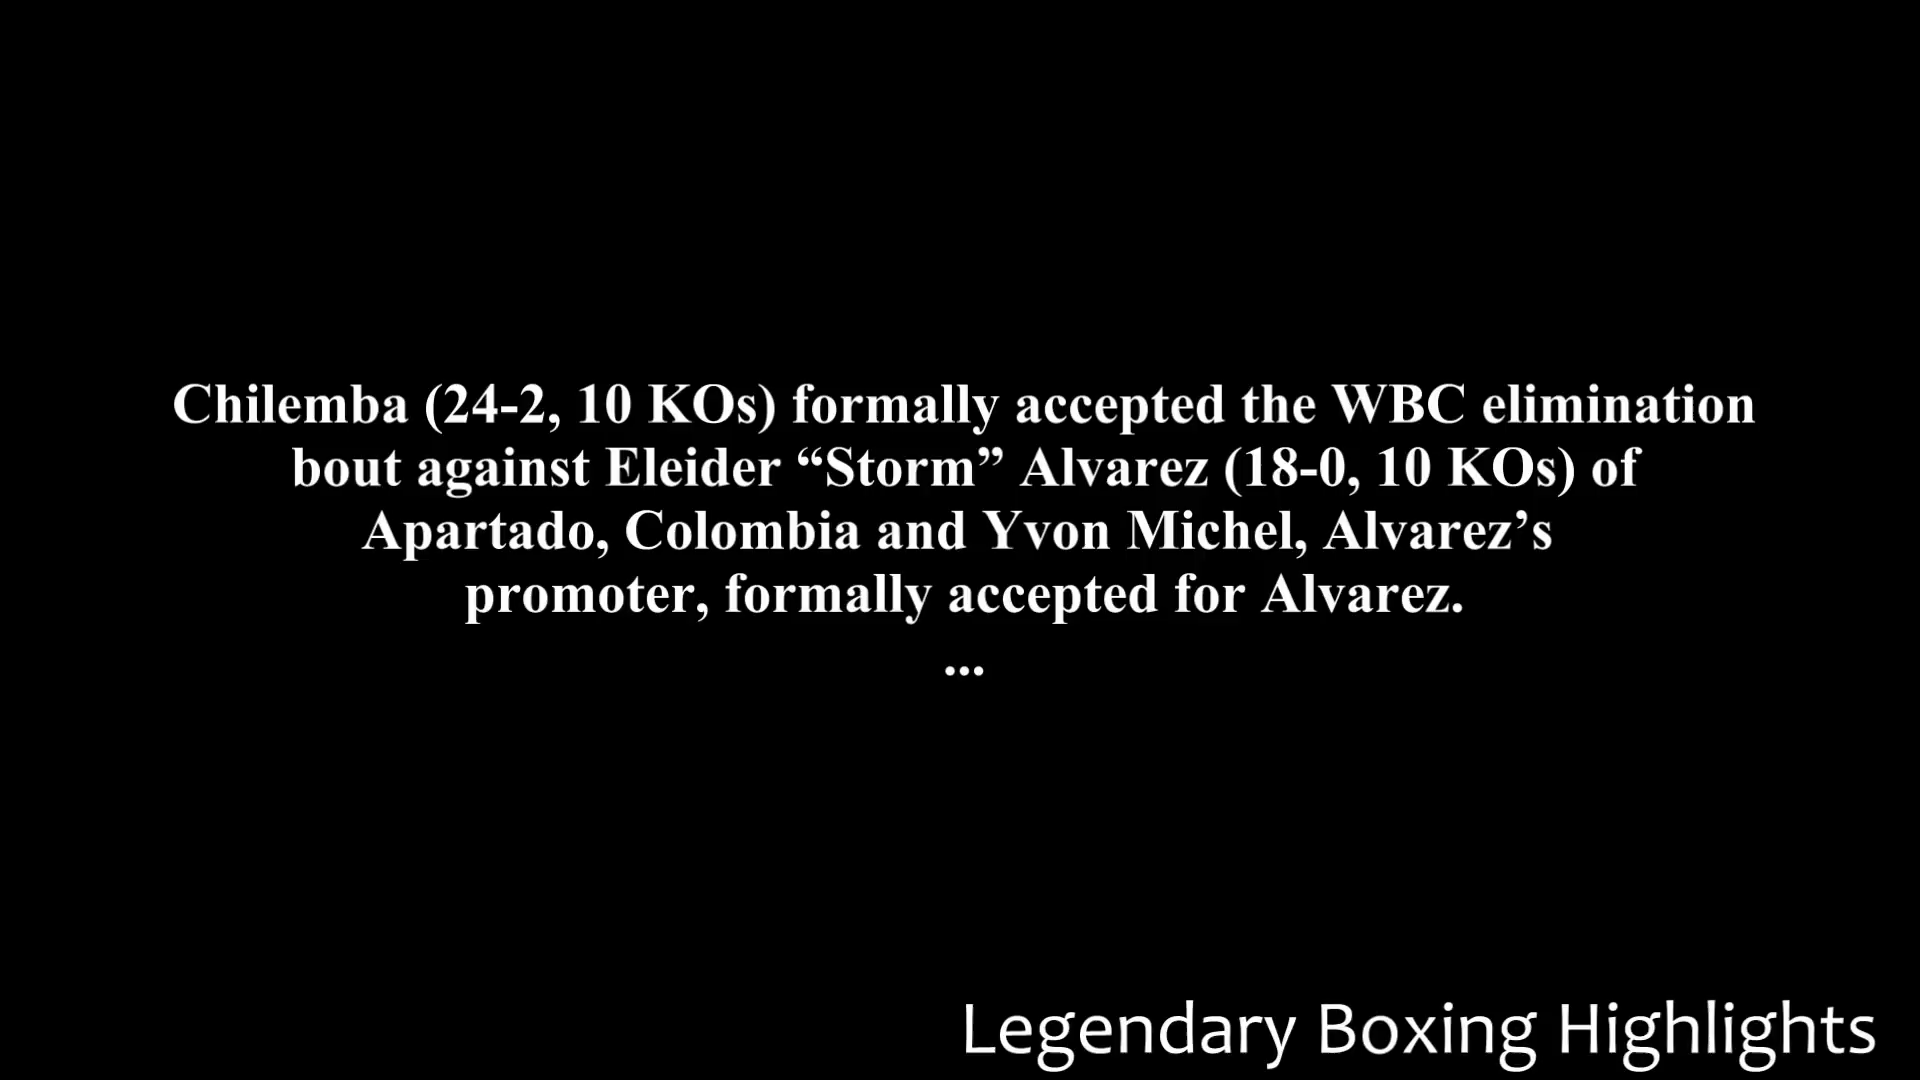 Chilemba (24-2, 10 KOs) formally accepted the WBC elimination
bout against Eleider “Storm” Alvarez (18-0, 10 KOs) of
Apartado, Colombia and Yvon Michel, Alvarez’s
promoter, formally accepted for Alvarez.
...
Legendary Boxing Highlights